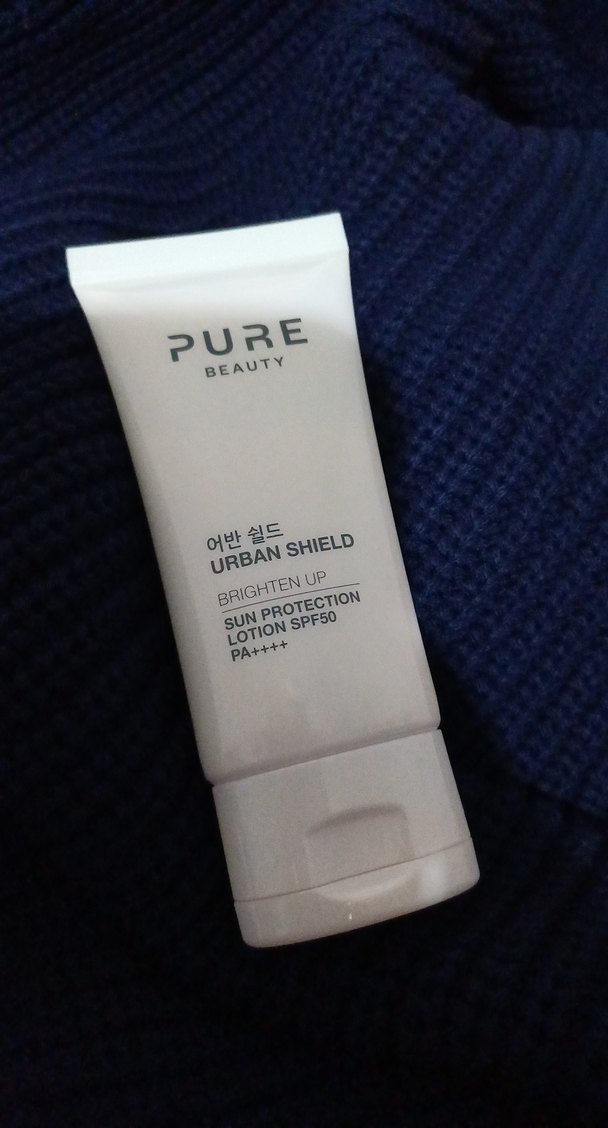 PURE
BEAUTY
어반 쉴드
URBAN SHIELD
BRIGHTEN UP
SUN PROTECTION
LOTION SPF50
PA++++